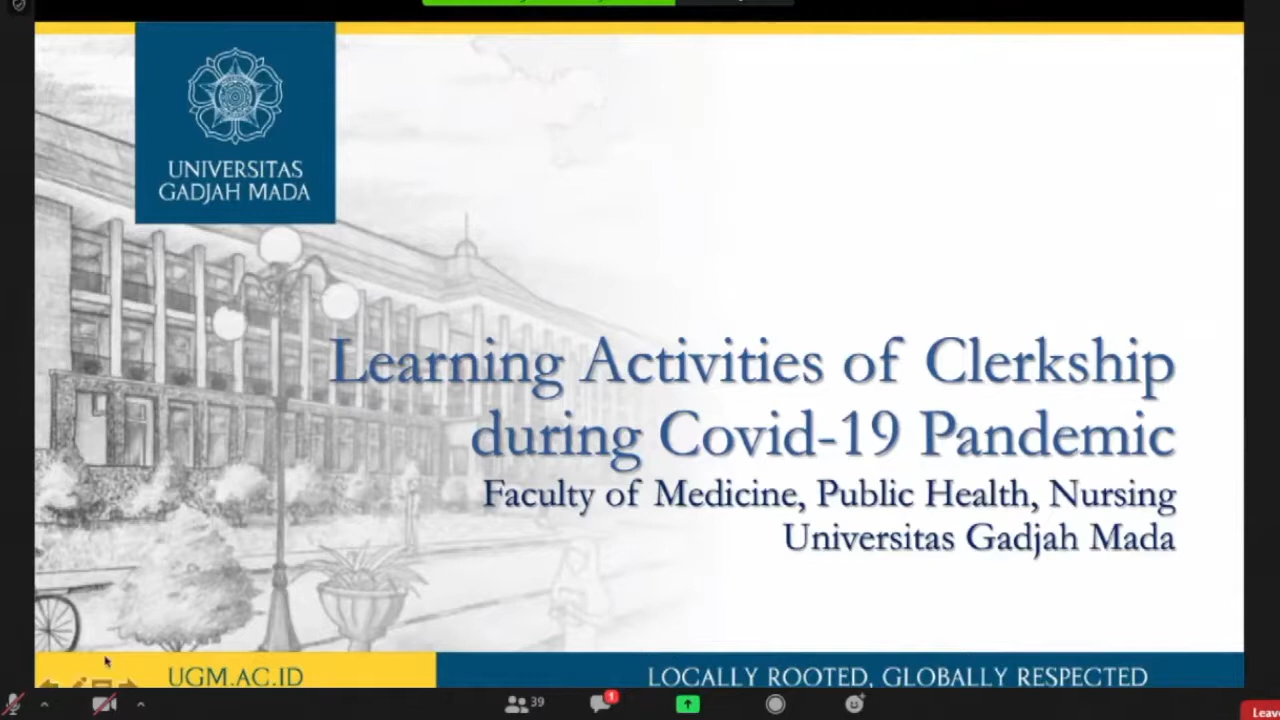 UNIVERSITAS
GADJAH MADA
Learning Activities of Clerkship
during Covid-19 Pandemic
Faculty of Medicine, Public Health, Nursing
Universitas Gadjah Mada
UGM.AC.ID
LOCALLY ROOTED, GLOBALLY RESPECTED
39
1